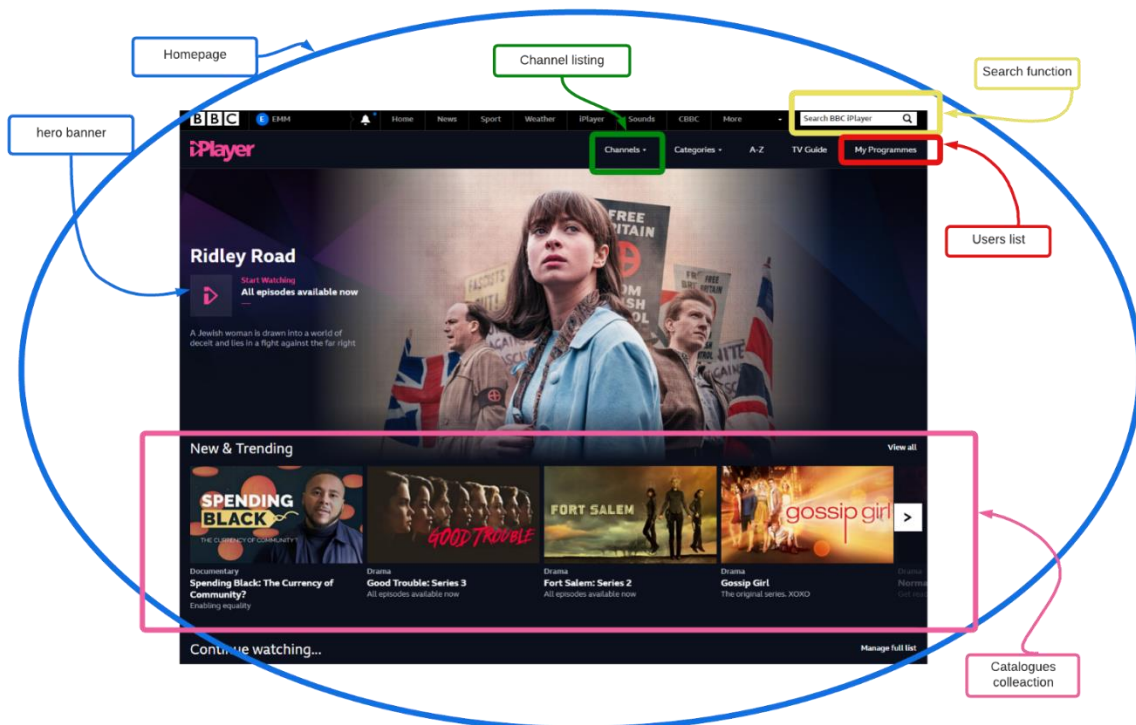 Homepage
Channel listing
Search function
hero banner
BBC E EMM Home News Sport Weather iPlayer Sounds CBBC More Search BBC iPlayer
iPlayer Channels Categories A-Z TV Guide My Programmes
Users list
FREE
BRITAIN
Ridley Road
Start Watching
All episodes available now
A Jewish woman is drawn into a world of
deceit and lies in a fight against the far right
New & Trending View all
SPENDING
BLACK
THE CURRENCY OF COMMUNITY?
GOOD TROUBLE
FORT SALEM
gossip girl
Documentary
Spending Black: The Currency of
Community?
Enabling equality
Drama
Good Trouble: Series 3
All episodes available now
Drama
Fort Salem: Series 2
All episodes available now
Drama
Gossip Girl
The original series. XOXO
Drama
Continue watching... Manage full list
Catalogues
colleaction